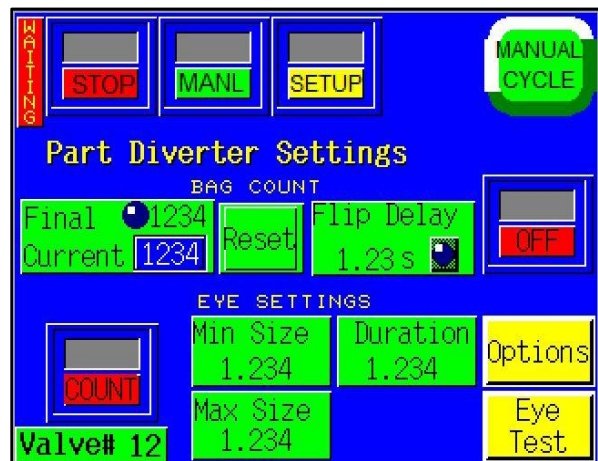 WAITING
STOP
MANL
SETUP
MANUAL
CYCLE
Part Diverter Settings
BAG COUNT
Final 1234
Current 1234
Reset
Flip Delay
1.23 s
OFF
EYE SETTINGS
COUNT
Min Size
1.234
Duration
1.234
Options
Valve# 12
Max Size
1.234
Eye
Test